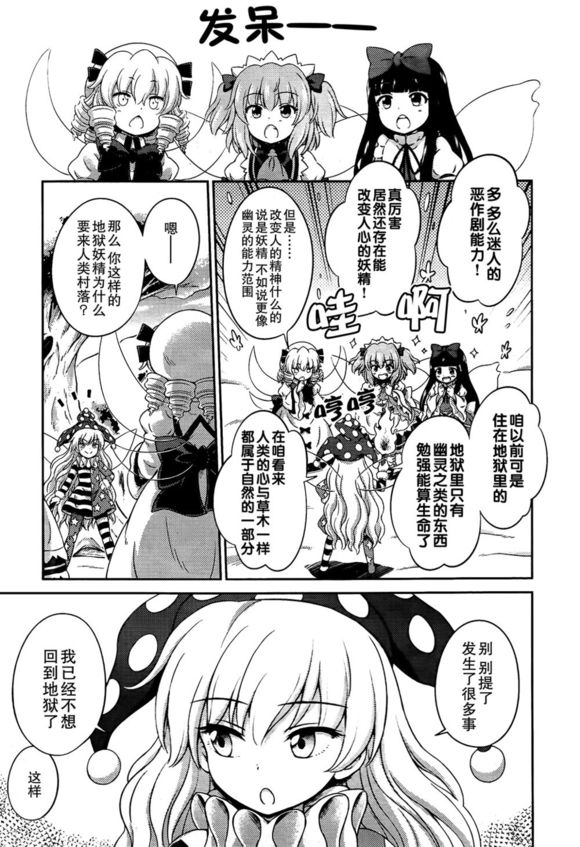 发呆——
多 多么迷人的
恶作剧能力！
真厉害
居然还存在能
改变人心的妖精！
但是……
改变人的精神什么的
说是妖精 不如说更像
幽灵的能力范围
啊
哇
哼
哼
咱以前可是
住在地狱里的
地狱里只有
幽灵之类的东西
勉强能算生命了
在咱看来
人类的心与草木一样
都属于自然的一部分
嗯
——
那么 你这样的
地狱妖精为什么
要来人类村落？
别 别提了
发生了很多事
我已经不想
回到地狱了
这样